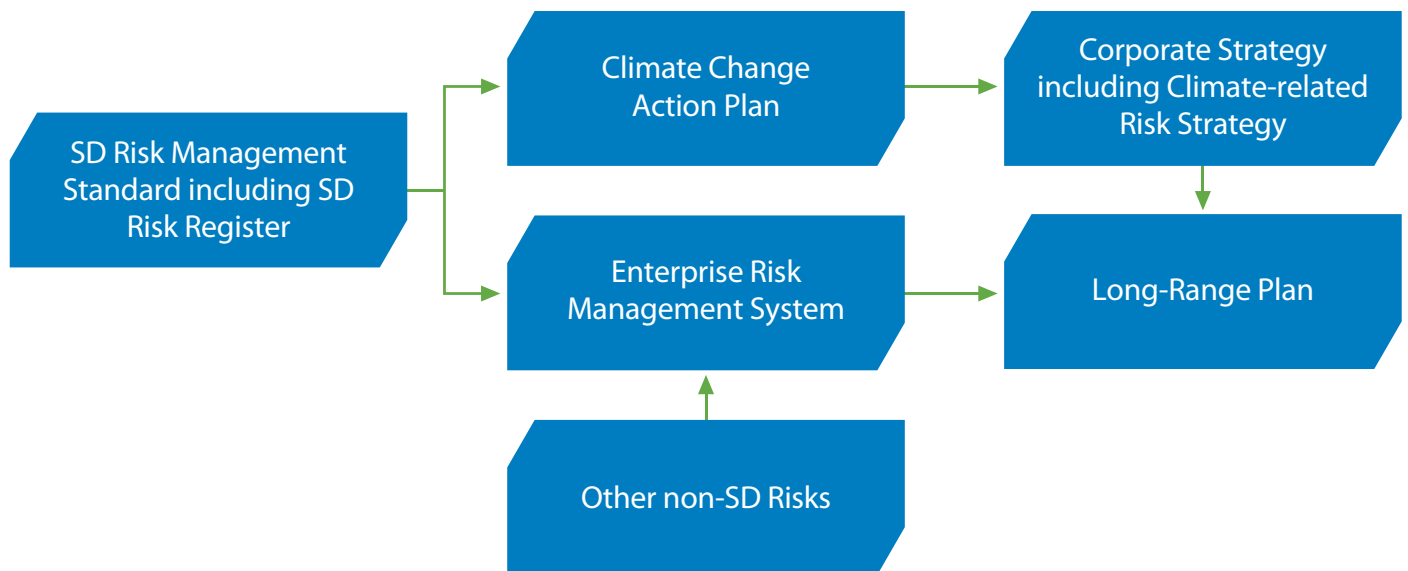 SD Risk Management
Standard including SD
Risk Register
Climate Change
Action Plan
Corporate Strategy
including Climate-related
Risk Strategy
Enterprise Risk
Management System
Long-Range Plan
Other non-SD Risks